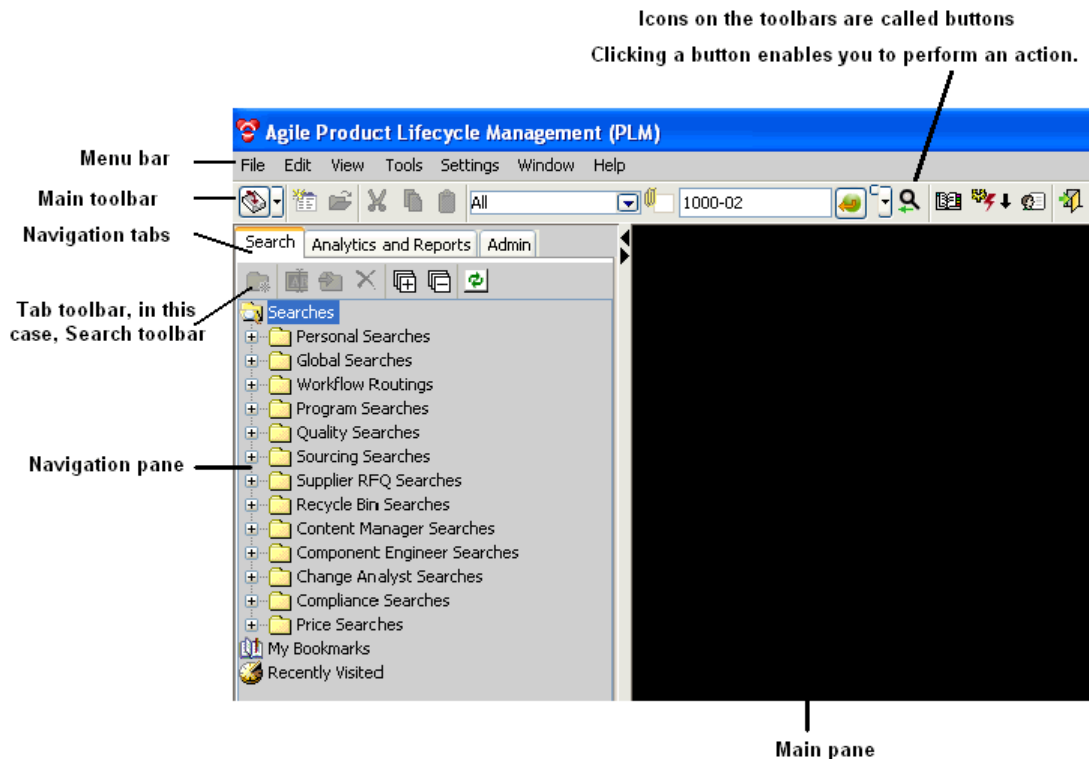 Icons on the toolbars are called buttons
Clicking a button enables you to perform an action.
Agile Product Lifecycle Management (PLM)
Menu bar
File Edit View Tools Settings Window Help
Main toolbar
All
1000-02
Navigation tabs
Search Analytics and Reports Admin
Tab toolbar, in this
case, Search toolbar
Searches
Personal Searches
Global Searches
Workflow Routings
Program Searches
Quality Searches
Sourcing Searches
Navigation pane
Supplier RFQ Searches
Recycle Bin Searches
Content Manager Searches
Component Engineer Searches
Change Analyst Searches
Compliance Searches
Price Searches
My Bookmarks
Recently Visited
Main pane